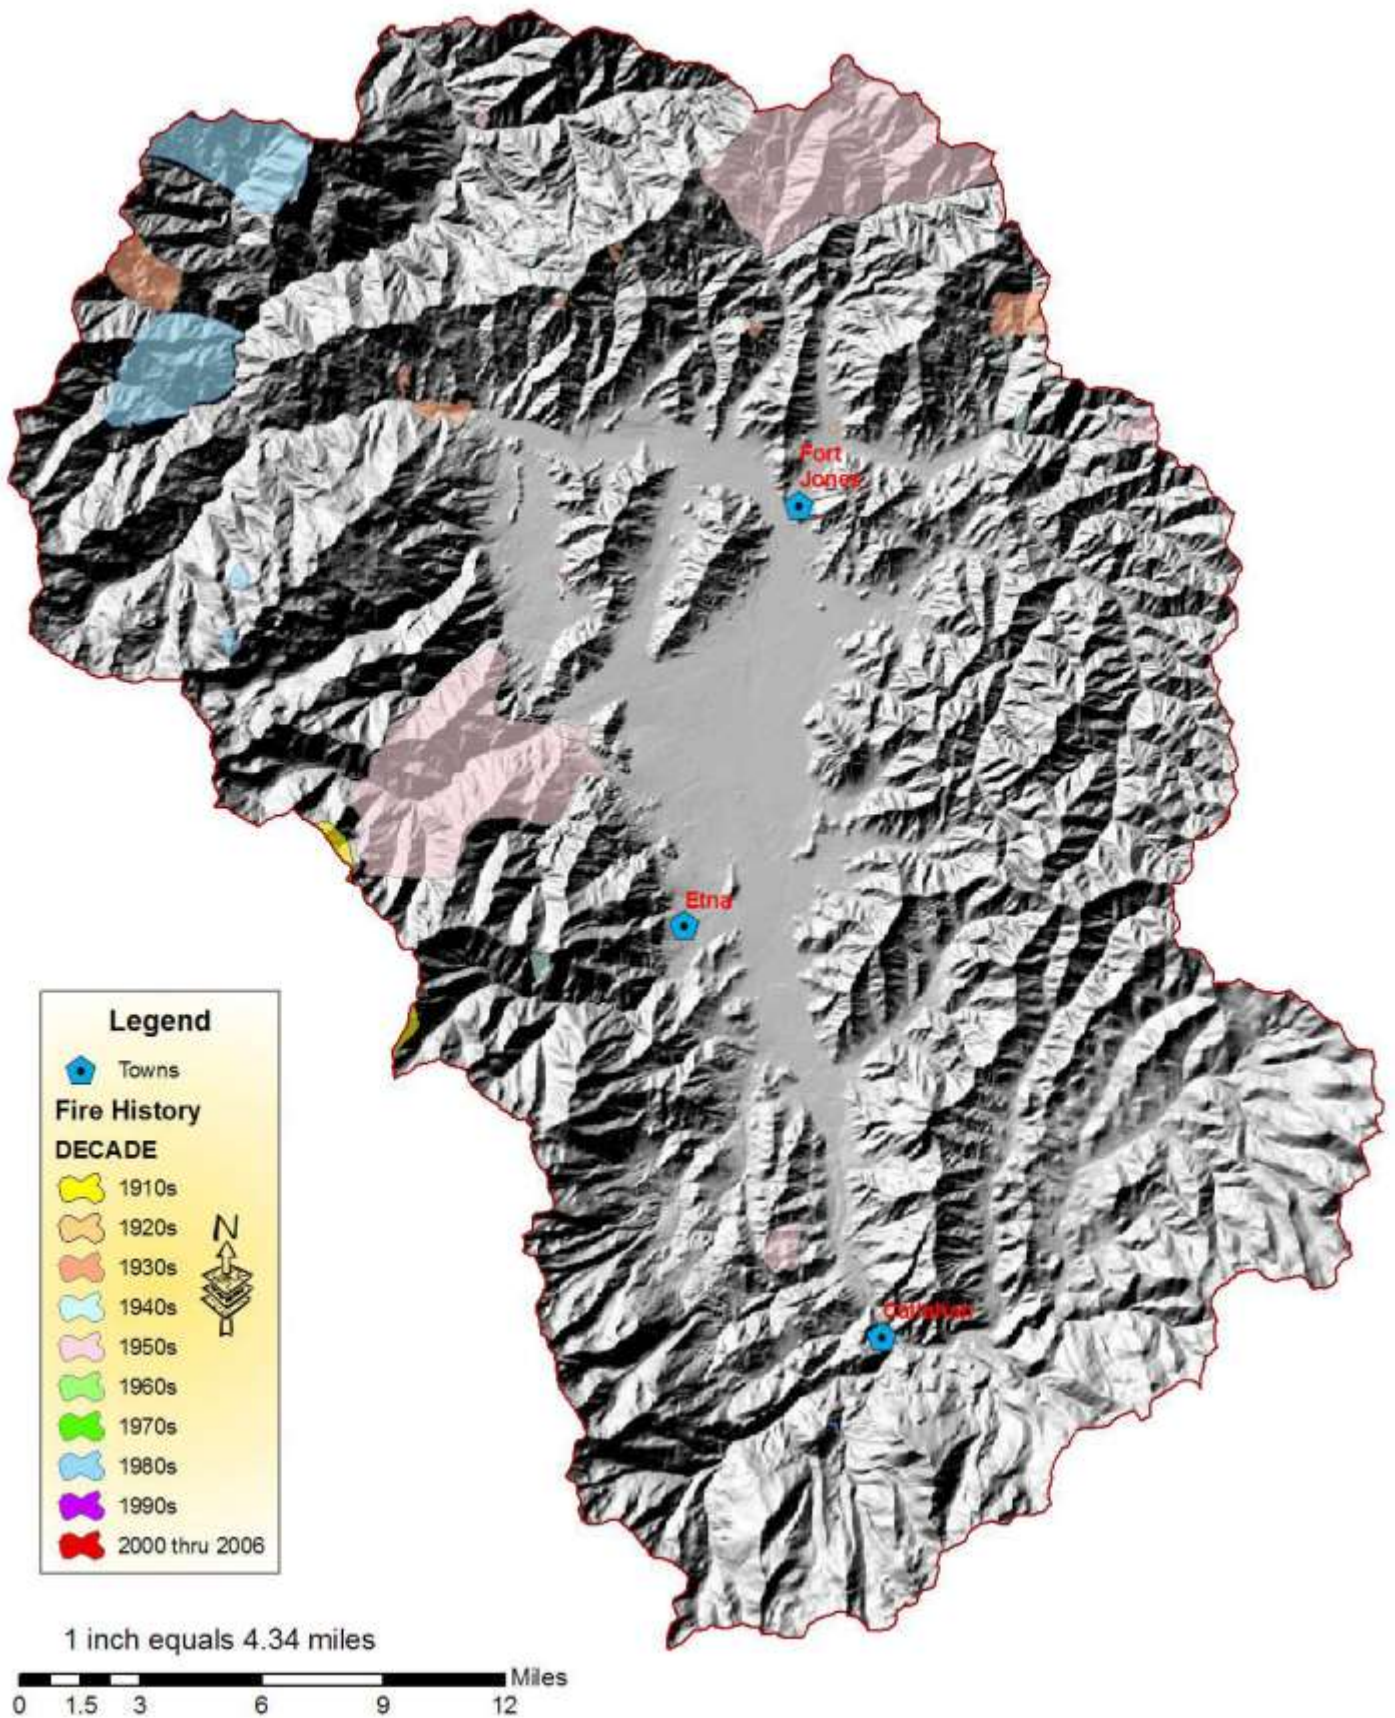 Fort
Jones
Etna
Callahan
Legend
Towns
Fire History
DECADE
1910s
1920s
N
1930s
1940s
1950s
1960s
1970s
1980s
1990s
2000 thru 2006
1 inch equals 4.34 miles
Miles
0 1.5 3 6 9 12